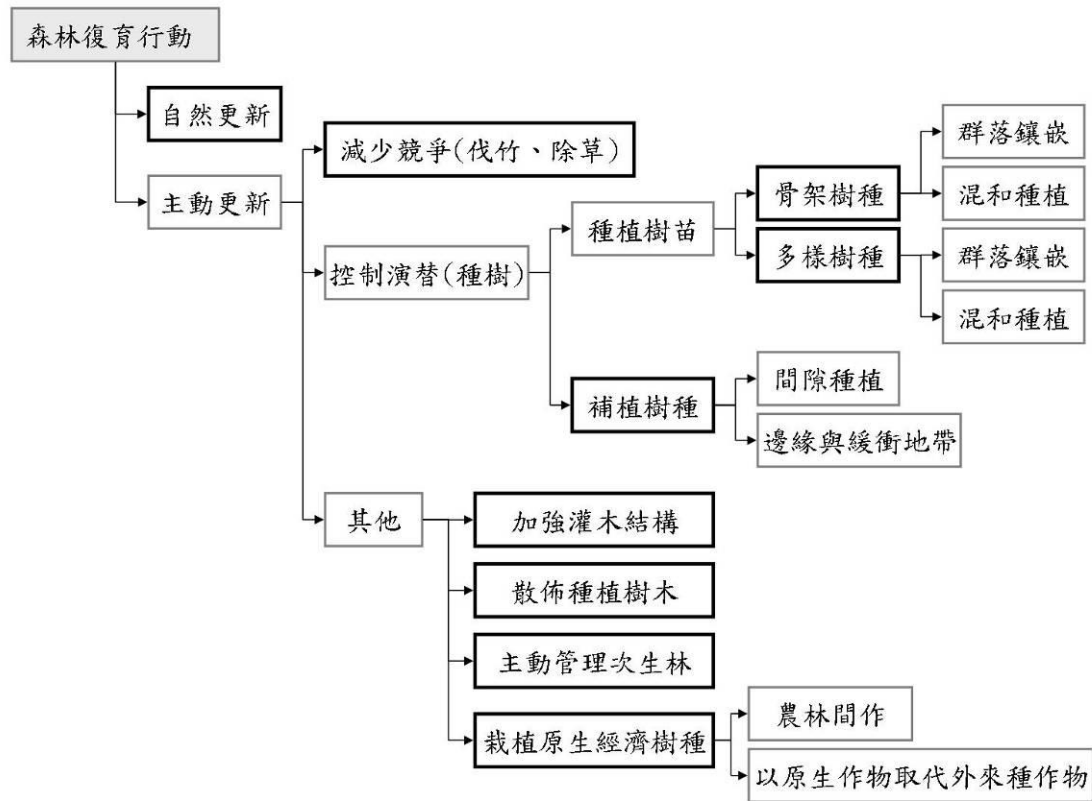 森林復育行動
自然更新
主動更新
減少競爭(伐竹、除草)
控制演替(種樹)
種植樹苗
骨架樹種
群落鑲嵌
混和種植
多樣樹種
群落鑲嵌
混和種植
補植樹種
間隙種植
邊緣與緩衝地帶
其他
加強灌木結構
散佈種植樹木
主動管理次生林
栽植原生經濟樹種
農林間作
以原生作物取代外來種作物